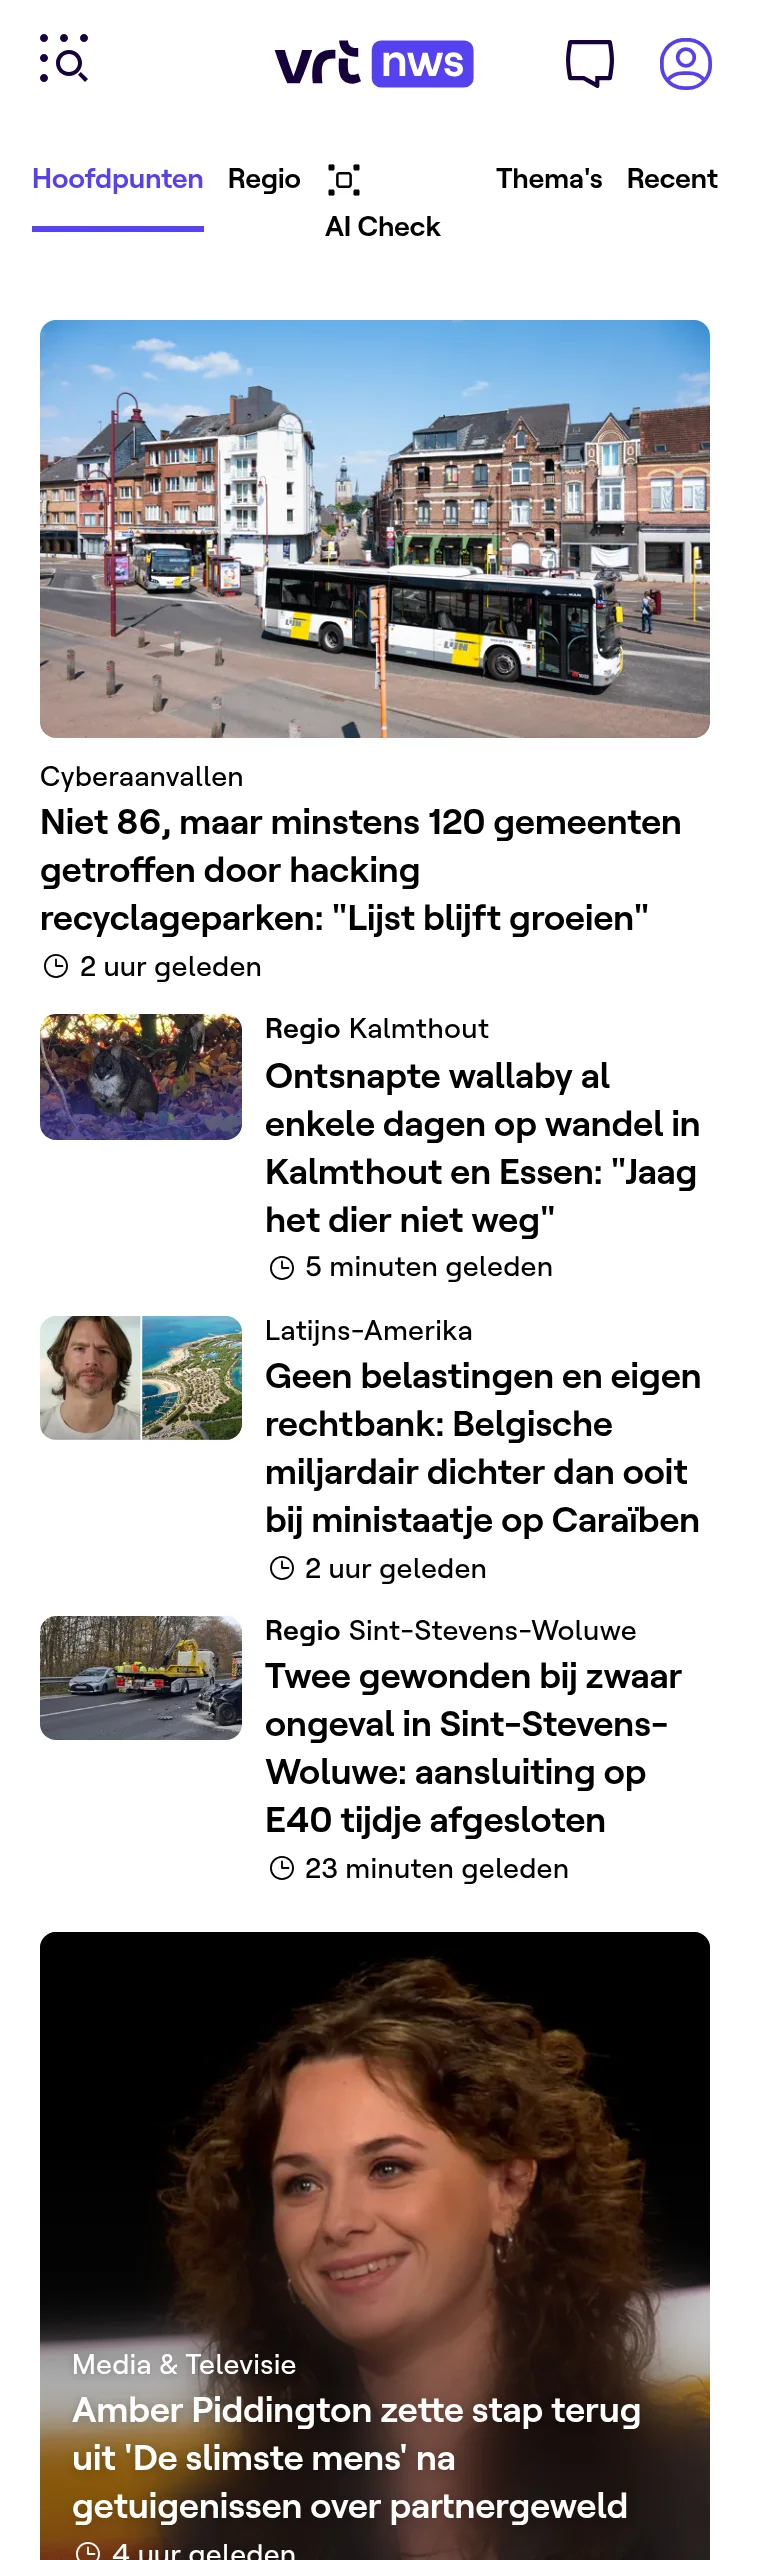 vrt nws
Hoofdpunten Regio AI Check Thema's Recent
Cyberaanvallen
Niet 86, maar minstens 120 gemeenten
getroffen door hacking
recyclageparken: "Lijst blijft groeien"
2 uur geleden
Regio Kalmthout
Ontsnapte wallaby al
enkele dagen op wandel in
Kalmthout en Essen: "Jaag
het dier niet weg"
5 minuten geleden
Latijns-Amerika
Geen belastingen en eigen
rechtbank: Belgische
miljardair dichter dan ooit
bij ministaatje op Caraïben
2 uur geleden
Regio Sint-Stevens-Woluwe
Twee gewonden bij zwaar
ongeval in Sint-Stevens-
Woluwe: aansluiting op
E40 tijdje afgesloten
23 minuten geleden
Media & Televisie
Amber Piddington zette stap terug
uit 'De slimste mens' na
getuigenissen over partnergeweld
4 uur geleden